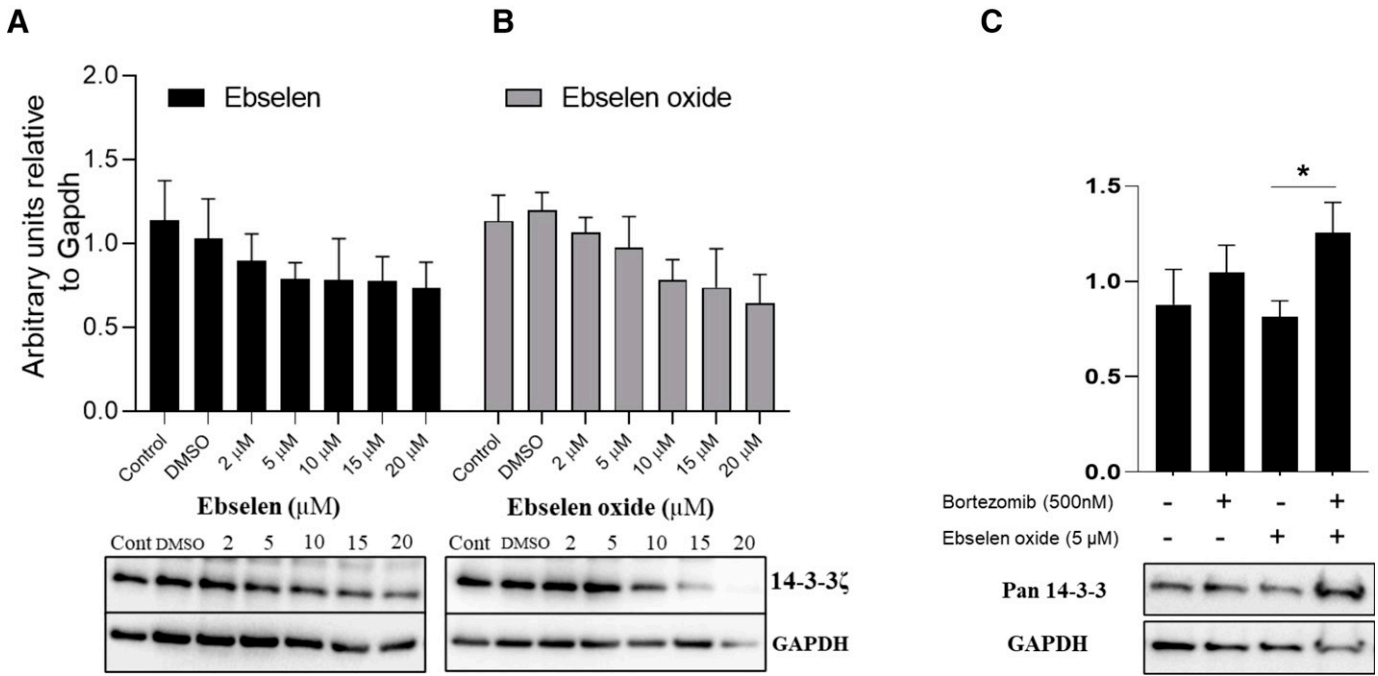 A
B
C
Arbitrary units relative
to Gapdh
2.0
1.5
1.0
0.5
0.0
Ebselen
Ebselen oxide
Control DMSO 2 µM 5 µM 10 µM 15 µM 20 µM
Control DMSO 2 µM 5 µM 10 µM 15 µM 20 µM
Ebselen (µM)
Cont DMSO 2 5 10 15 20
Ebselen oxide (µM)
Cont DMSO 2 5 10 15 20
14-3-3ζ
GAPDH
1.5
1.0
0.5
0.0
*
Bortezomib (500nM) - + - +
Ebselen oxide (5 µM) - - + +
Pan 14-3-3
GAPDH